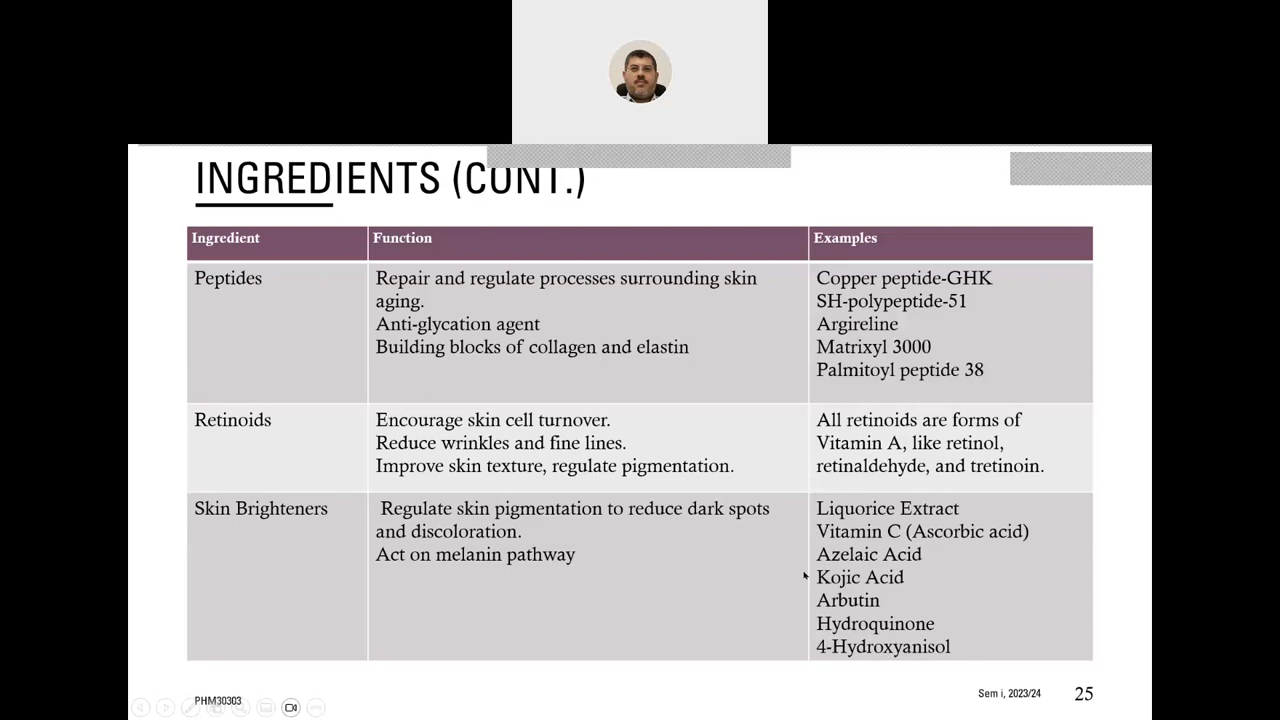 INGREDIENTS (CONT.)
Ingredient
Function
Examples
Peptides
Repair and regulate processes surrounding skin
aging.
Anti-glycation agent
Building blocks of collagen and elastin
Copper peptide-GHK
SH-polypeptide-51
Argireline
Matrixyl 3000
Palmitoyl peptide 38
Retinoids
Encourage skin cell turnover.
Reduce wrinkles and fine lines.
Improve skin texture, regulate pigmentation.
All retinoids are forms of
Vitamin A, like retinol,
retinaldehyde, and tretinoin.
Skin Brighteners
Regulate skin pigmentation to reduce dark spots
and discoloration.
Act on melanin pathway
Liquorice Extract
Vitamin C (Ascorbic acid)
Azelaic Acid
Kojic Acid
Arbutin
Hydroquinone
4-Hydroxyanisol
PHM30303
Sem i, 2023/24
25